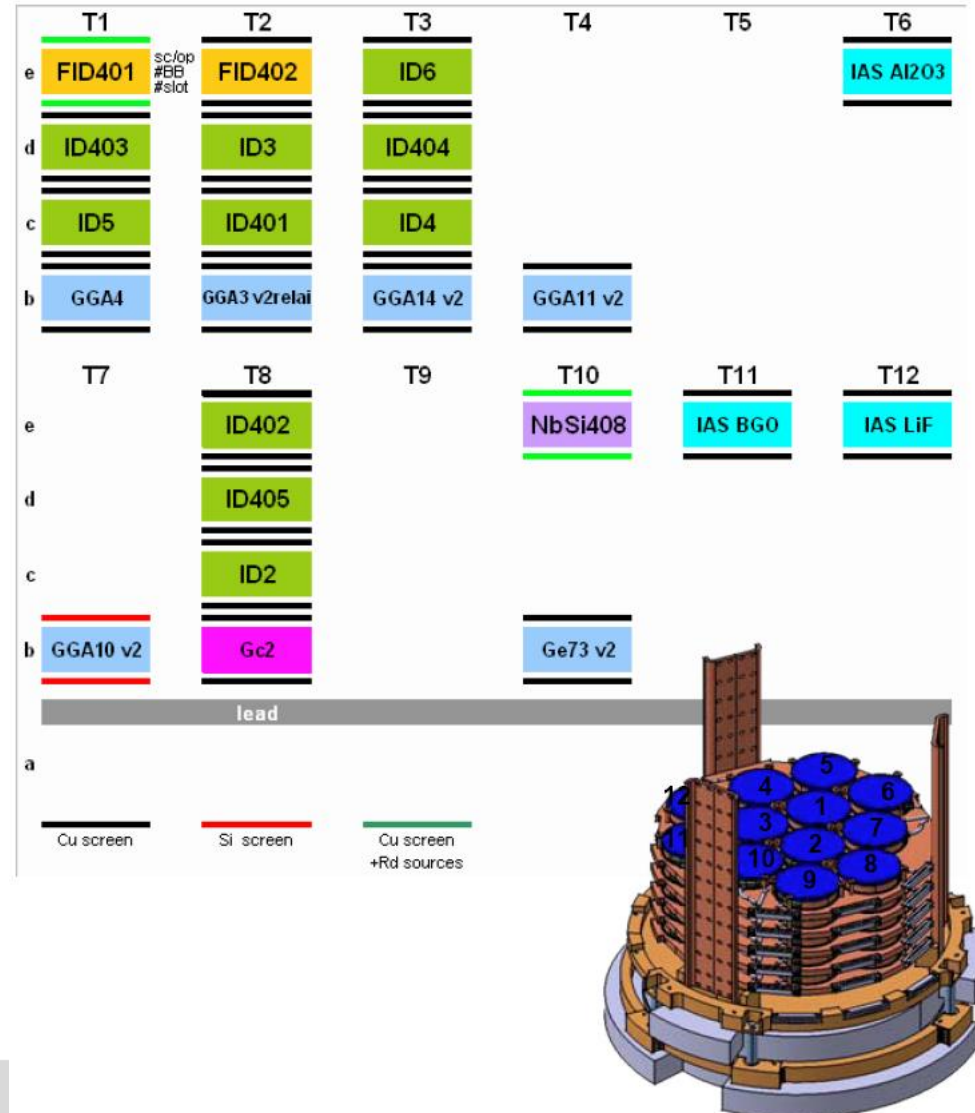 T1 T2 T3 T4 T5 T6
e FID401 sc/op #BB #slot FID402 ID6 IAS Al2O3
d ID403 ID3 ID404
c ID5 ID401 ID4
b GGA4 GGA3 v2relai GGA14 v2 GGA11 v2
T7 T8 T9 T10 T11 T12
e ID402 NbSi408 IAS BGO IAS LiF
d ID405
c ID2
b GGA10 v2 Gc2 Ge73 v2
lead
a
Cu screen Si screen Cu screen
+Rd sources
5
4 6
12 1
3 7
11 2
10 8
9